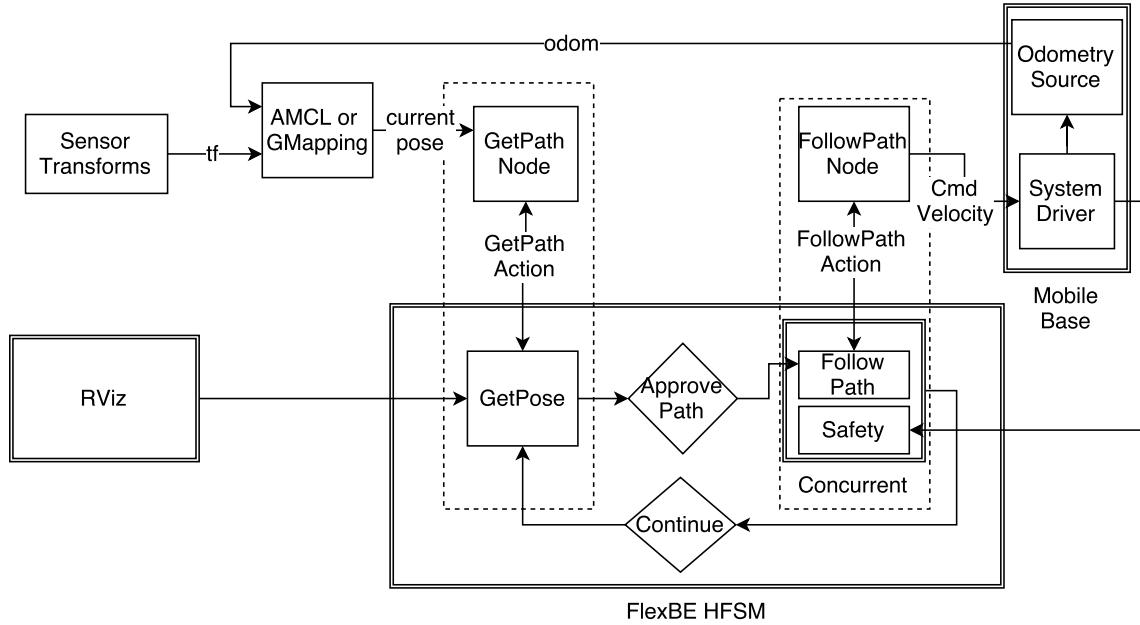 odom
Odometry
Source
Sensor
Transforms
tf
AMCL or
GMapping
current
pose
GetPath
Node
FollowPath
Node
Cmd
Velocity
System
Driver
GetPath
Action
FollowPath
Action
Mobile
Base
RViz
GetPose
Approve
Path
Follow
Path
Safety
Concurrent
Continue
FlexBE HFSM